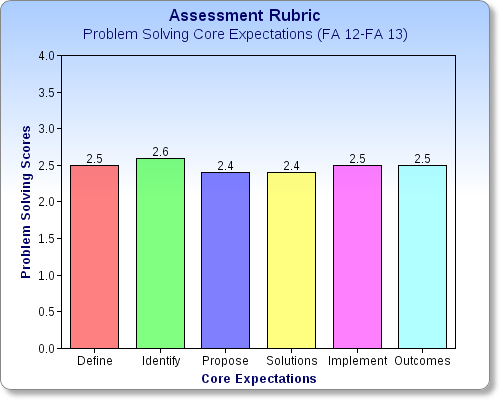 Assessment Rubric
Problem Solving Core Expectations (FA 12-FA 13)
4.0
3.5
3.0
2.5
2.0
1.5
1.0
0.5
0.0
Problem Solving Scores
2.5 2.6 2.4 2.4 2.5 2.5
Define Identify Propose Solutions Implement Outcomes
Core Expectations